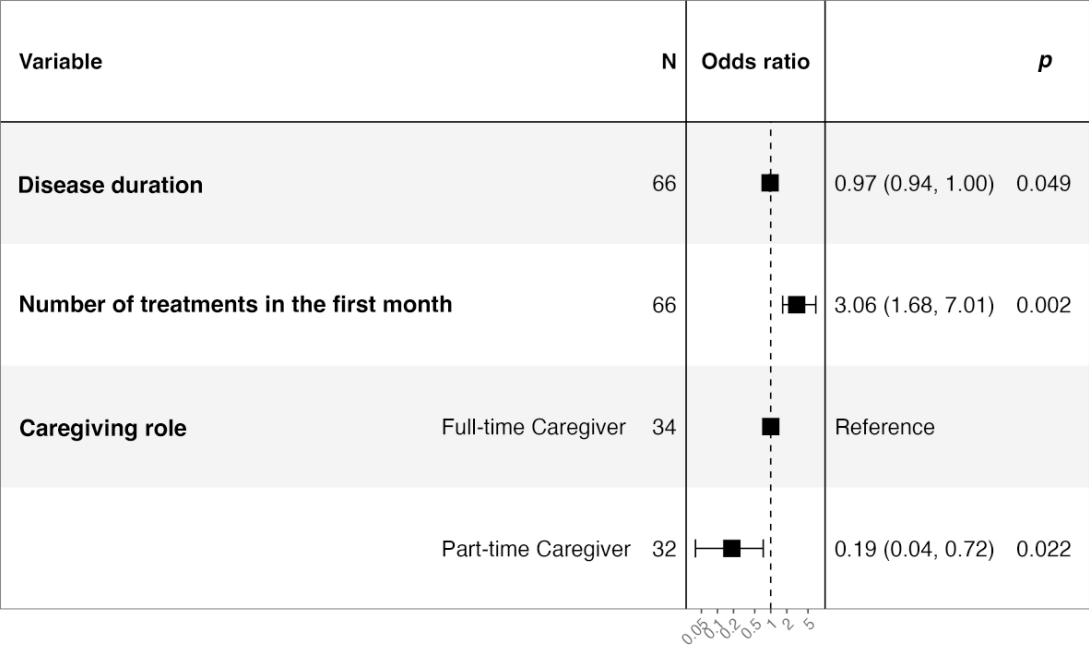 Variable N Odds ratio p
Disease duration 66 0.97 (0.94, 1.00) 0.049
Number of treatments in the first month 66 3.06 (1.68, 7.01) 0.002
Caregiving role Full-time Caregiver 34 Reference
Part-time Caregiver 32 0.19 (0.04, 0.72) 0.022
0.05 0.1 0.2 0.5 1 2 5